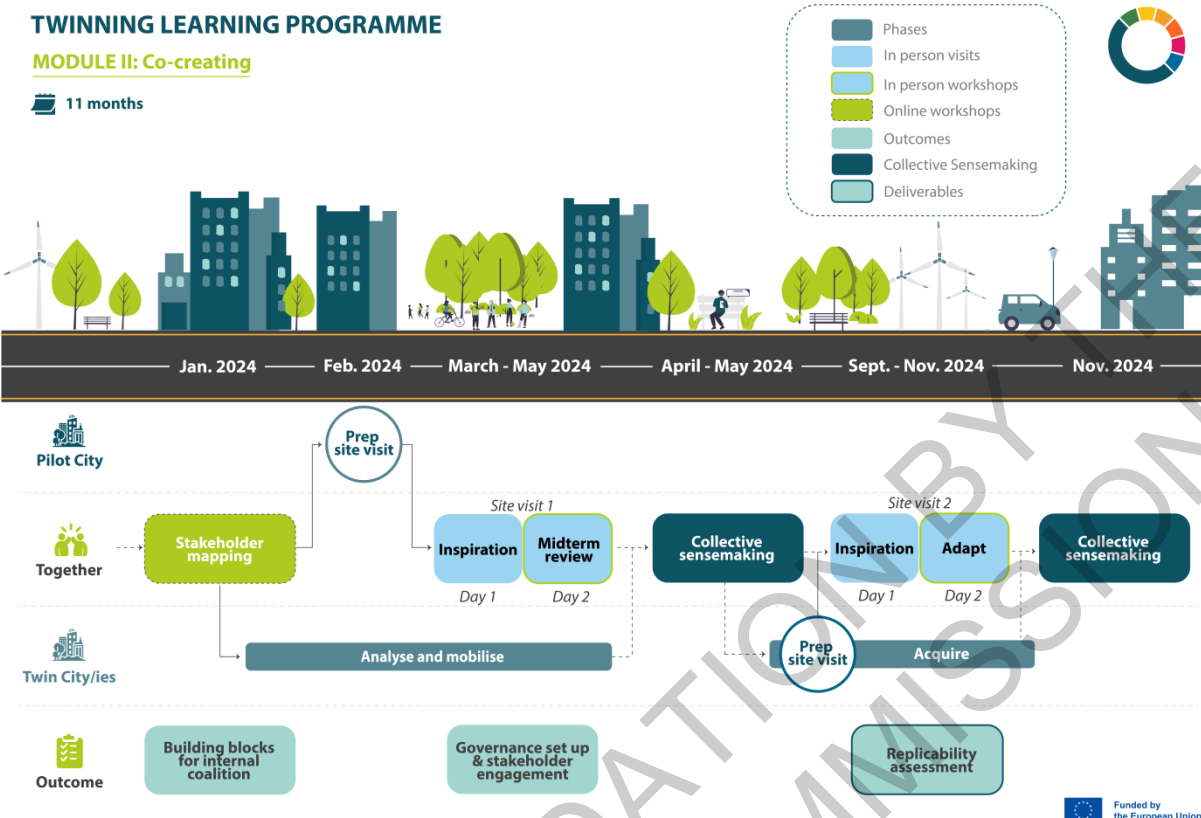 TWINNING LEARNING PROGRAMME
MODULE II: Co-creating
11 months
Phases
In person visits
In person workshops
Online workshops
Outcomes
Collective Sensemaking
Deliverables
Jan. 2024
Feb. 2024
March - May 2024
April - May 2024
Sept. - Nov. 2024
Nov. 2024
Pilot City
Prep
site visit
Together
Stakeholder
mapping
Site visit 1
Inspiration
Midterm
review
Day 1
Day 2
Collective
sensemaking
Site visit 2
Inspiration
Adapt
Day 1
Day 2
Collective
sensemaking
Twin City/ies
Analyse and mobilise
Prep
site visit
Acquire
Outcome
Building blocks
for internal
coalition
Governance set up
& stakeholder
engagement
Replicability
assessment
Funded by
the European Union
DATION BY THE
MMISSION